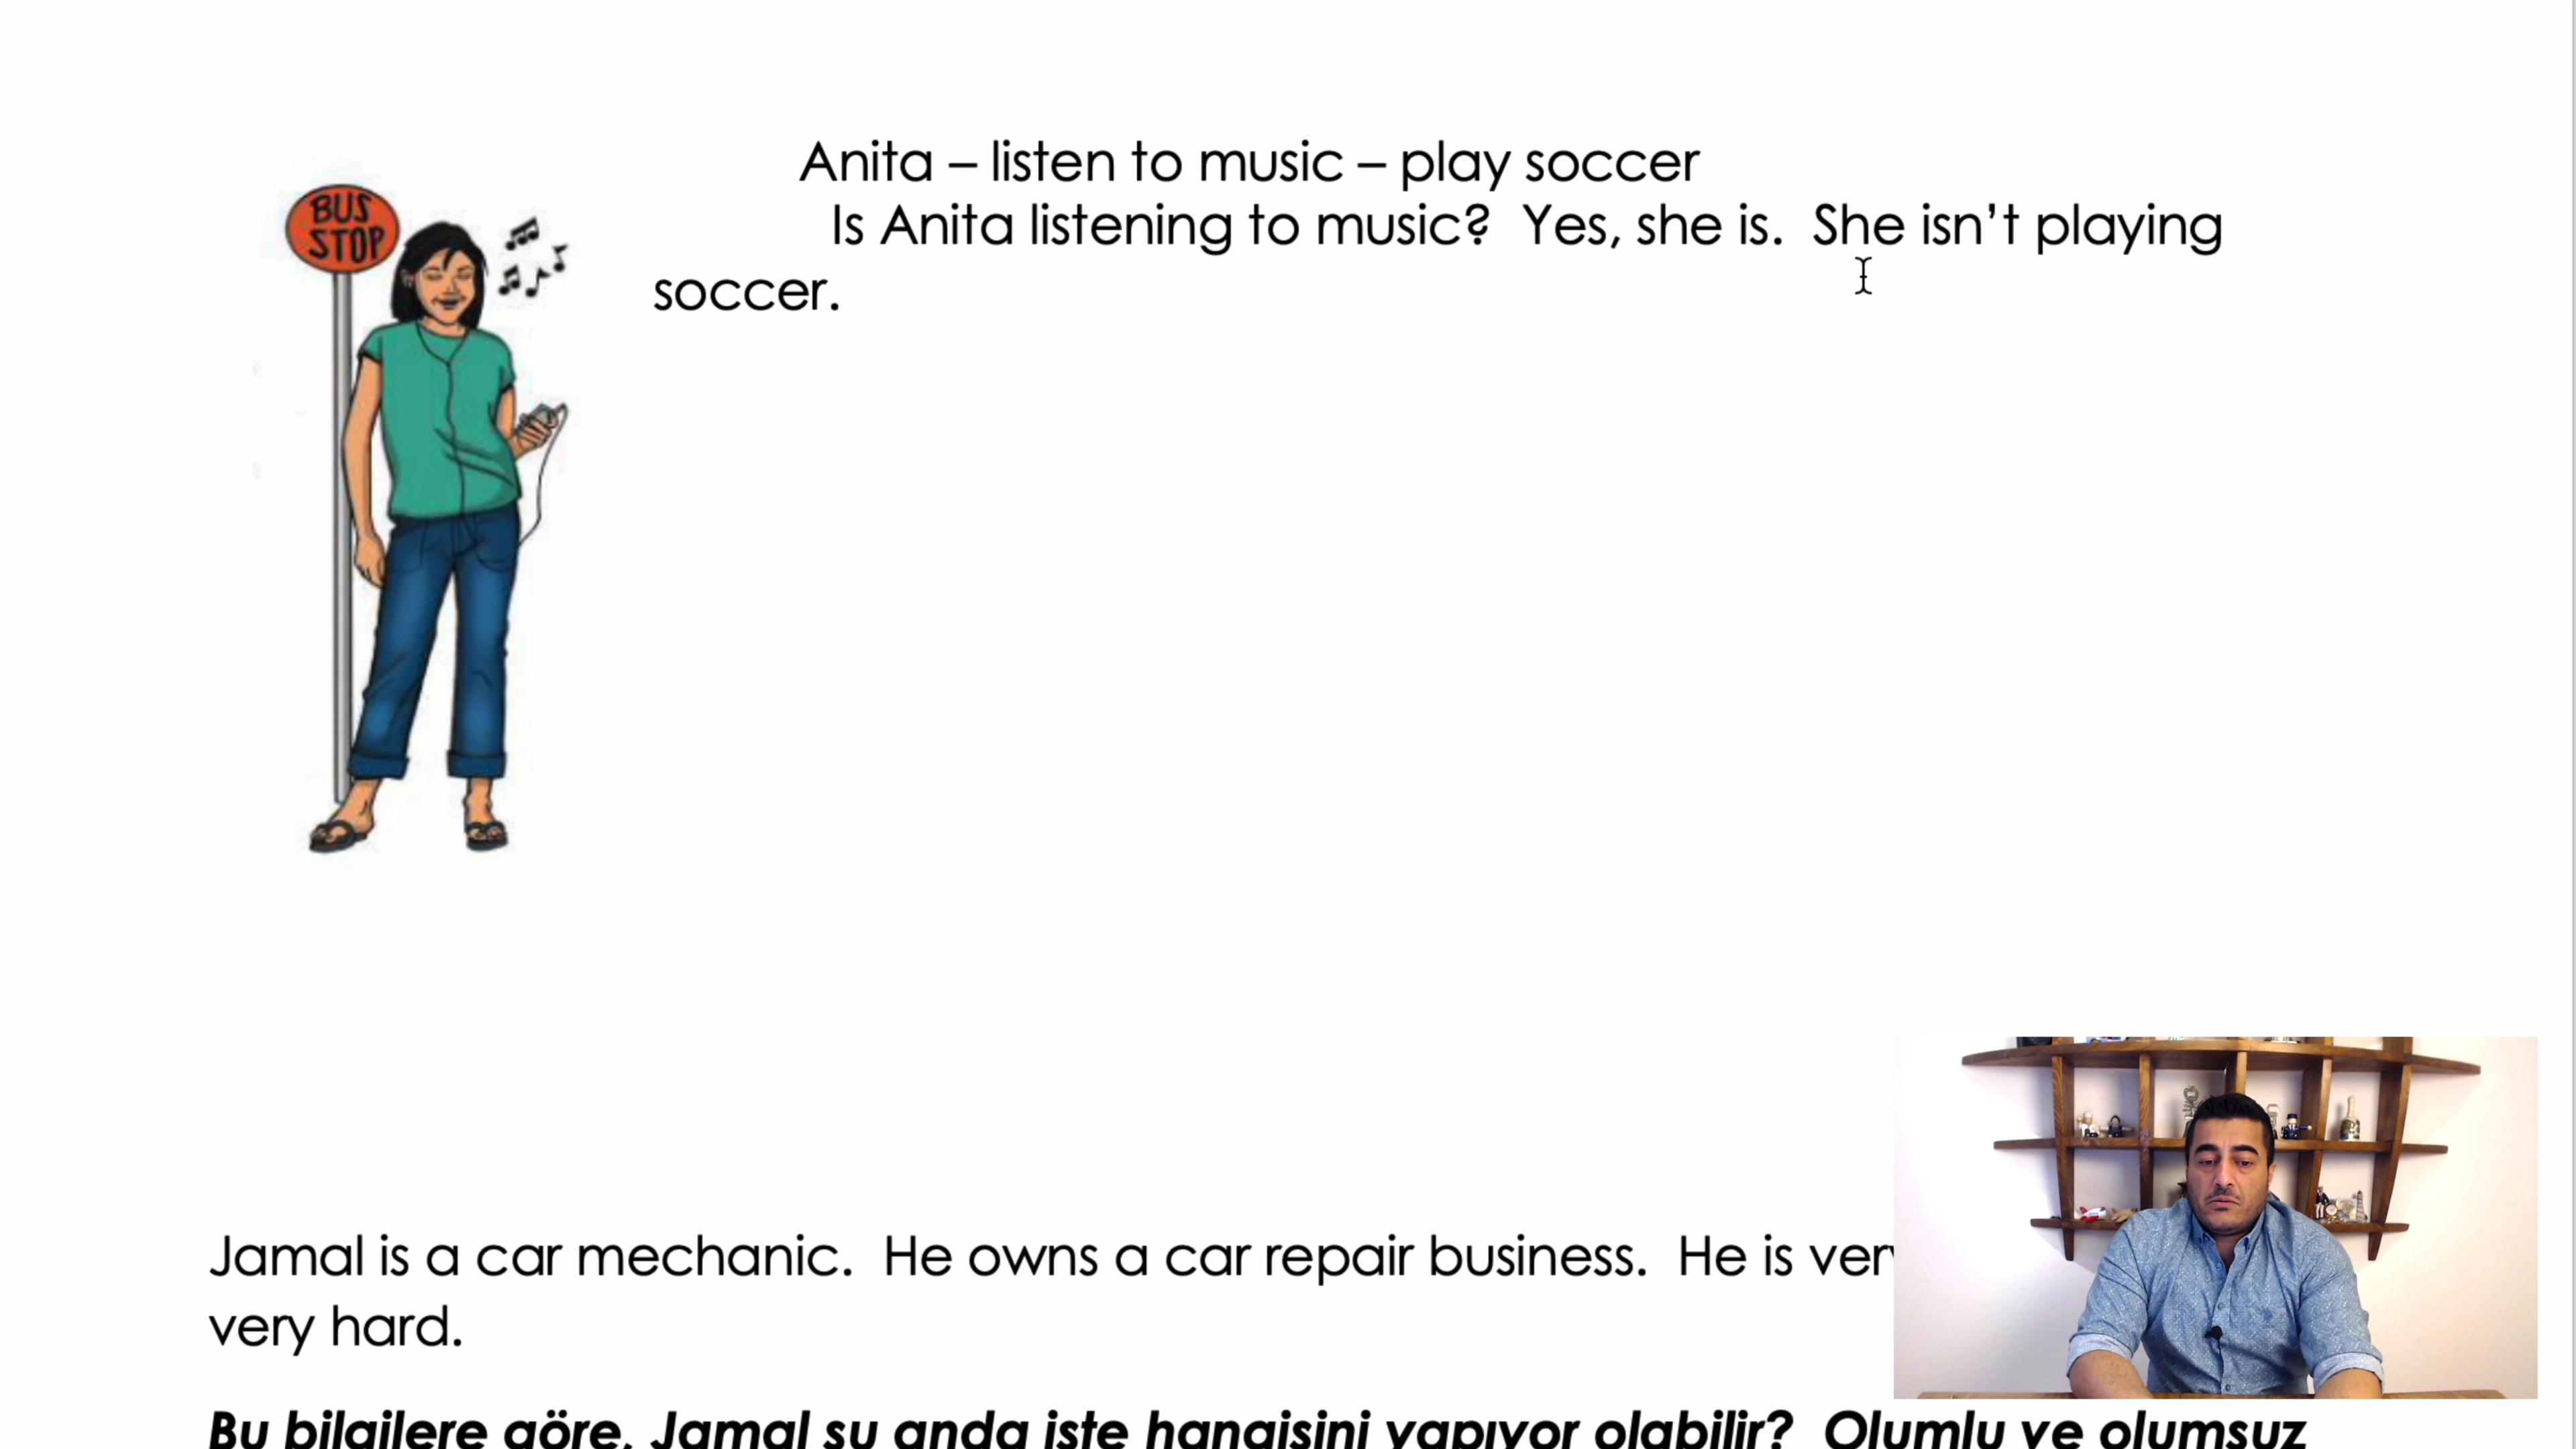 BUS
STOP
Anita – listen to music – play soccer
Is Anita listening to music? Yes, she is. She isn't playing
soccer.
Jamal is a car mechanic. He owns a car repair business. He is
very hard.
Bu bilgilere göre, Jamal şu anda işte hangisini yapıyor olabilir? Olumlu ve olumsuz